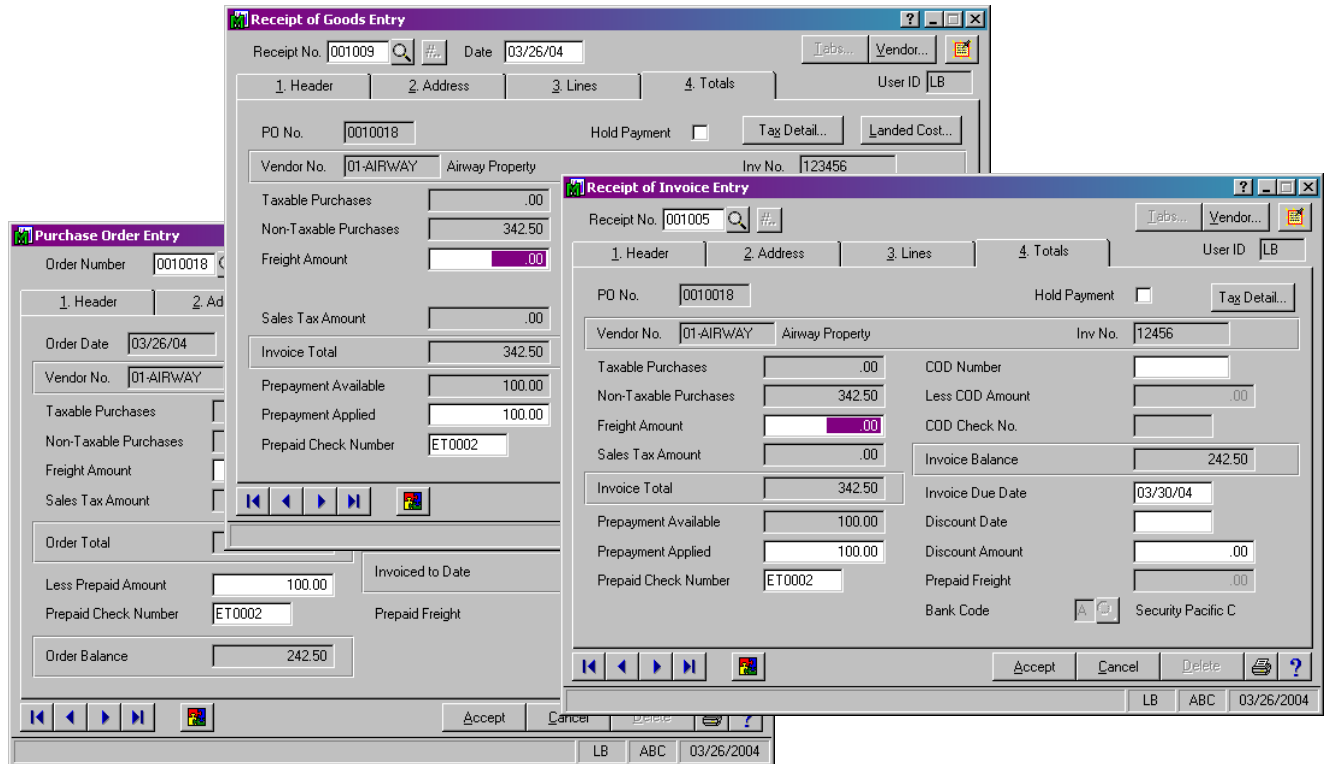 Receipt of Goods Entry
Receipt No. 001009 #.. Date 03/26/04 Tabs... Vendor...
1. Header 2. Address 3. Lines 4. Totals User ID LB
PO No. 0010018 Hold Payment Tax Detail... Landed Cost...
Vendor No. 01-AIRWAY Airway Property Inv No. 123456
Taxable Purchases .00
Non-Taxable Purchases 342.50
Freight Amount .00
Sales Tax Amount .00
Invoice Total 342.50
Prepayment Available 100.00
Prepayment Applied 100.00
Prepaid Check Number ET0002
Receipt of Invoice Entry
Receipt No. 001005 #.. Tabs... Vendor...
1. Header 2. Address 3. Lines 4. Totals User ID LB
PO No. 0010018 Hold Payment Tax Detail...
Vendor No. 01-AIRWAY Airway Property Inv No. 12456
Taxable Purchases .00 COD Number
Non-Taxable Purchases 342.50 Less COD Amount .00
Freight Amount .00 COD Check No.
Sales Tax Amount .00 Invoice Balance 242.50
Invoice Total 342.50 Invoice Due Date 03/30/04
Prepayment Available 100.00 Discount Date
Prepayment Applied 100.00 Discount Amount .00
Prepaid Check Number ET0002 Prepaid Freight .00
Bank Code A Security Pacific C
Accept Cancel Delete ?
LB ABC 03/26/2004
Purchase Order Entry
Order Number 0010018
1. Header 2. Ad
Order Date 03/26/04
Vendor No. 01-AIRWAY
Taxable Purchases
Non-Taxable Purchases
Freight Amount
Sales Tax Amount
Order Total
Less Prepaid Amount 100.00 Invoiced to Date
Prepaid Check Number ET0002 Prepaid Freight
Order Balance 242.50
Accept Cancel Delete ?
LB ABC 03/26/2004